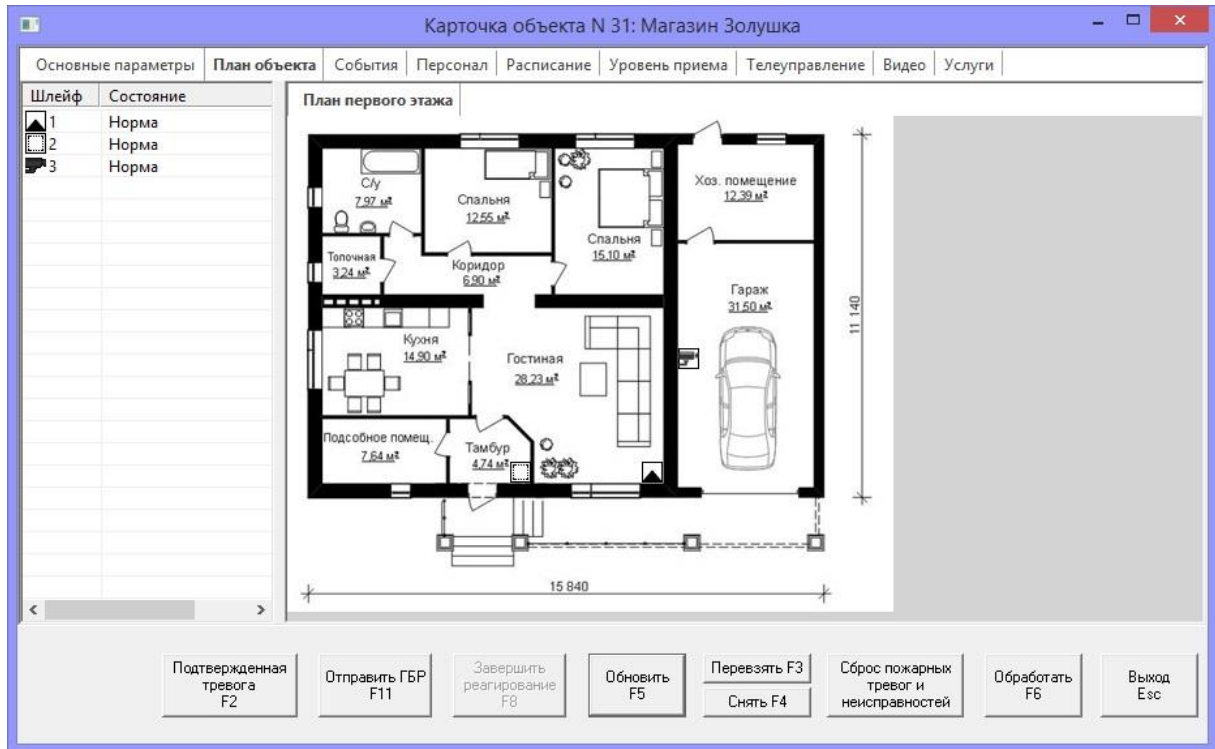 Карточка объекта N 31: Магазин Золушка
Основные параметры План объекта События Персонал Расписание Уровень приема Телеуправление Видео Услуги
Шлейф Состояние
1 Норма
2 Норма
3 Норма
План первого этажа
С/у
7,97 м²
Спальня
12,55 м²
Спальня
15,10 м²
Хоз. помещение
12,39 м²
Топочная
3,24 м²
Коридор
6,90 м²
Гараж
31,50 м²
11 140
Кухня
14,90 м²
Гостиная
28,23 м²
Подсобное помещ.
7,64 м²
Тамбур
4,74 м²
15 840
Подтвержденная
тревога
F2
Отправить ГБР
F11
Завершить
реагирование
F8
Обновить
F5
Перевзять F3
Снять F4
Сброс пожарных
тревог и
неисправностей
Обработать
F6
Выход
Esc